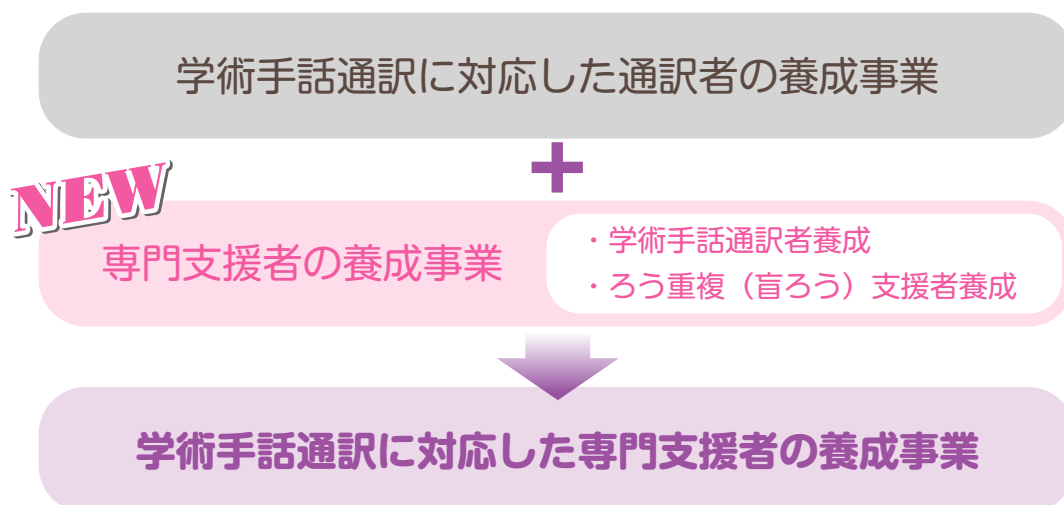 学術手話通訳に対応した通訳者の養成事業
+
NEW
専門支援者の養成事業
・学術手話通訳者養成
・ろう重複（盲ろう）支援者養成
学術手話通訳に対応した専門支援者の養成事業